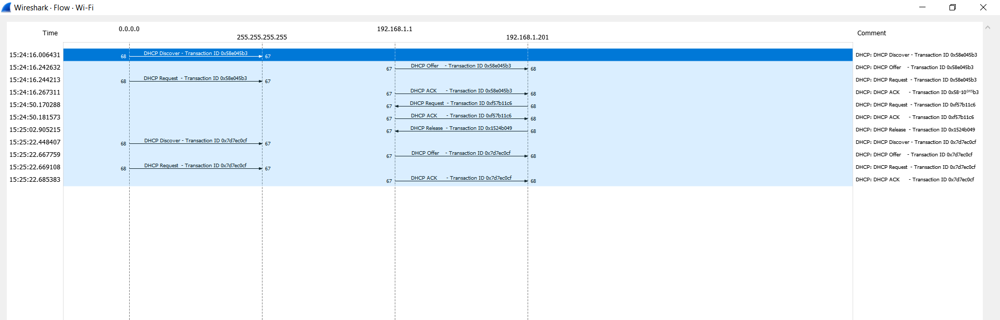 Wireshark · Flow · Wi-Fi
Time 0.0.0.0 255.255.255.255 192.168.1.1 192.168.1.201 Comment
15:24:16.006431 68 DHCP Discover - Transaction ID 0x58e045b3 67 DHCP: DHCP Discover - Transaction ID 0x58e045b3
15:24:16.242632 67 DHCP Offer - Transaction ID 0x58e045b3 68 DHCP: DHCP Offer - Transaction ID 0x58e045b3
15:24:16.244213 68 DHCP Request - Transaction ID 0x58e045b3 67 DHCP: DHCP Request - Transaction ID 0x58e045b3
15:24:16.267311 67 DHCP ACK - Transaction ID 0x58e045b3 68 DHCP: DHCP ACK - Transaction ID 0x58·10⁰⁴⁵b3
15:24:50.170288 67 DHCP Request - Transaction ID 0xf57b11c6 68 DHCP: DHCP Request - Transaction ID 0xf57b11c6
15:24:50.181573 67 DHCP ACK - Transaction ID 0xf57b11c6 68 DHCP: DHCP ACK - Transaction ID 0xf57b11c6
15:25:02.905215 67 DHCP Release - Transaction ID 0x1524b049 68 DHCP: DHCP Release - Transaction ID 0x1524b049
15:25:22.448407 68 DHCP Discover - Transaction ID 0x7d7ec0cf 67 DHCP: DHCP Discover - Transaction ID 0x7d7ec0cf
15:25:22.667759 67 DHCP Offer - Transaction ID 0x7d7ec0cf 68 DHCP: DHCP Offer - Transaction ID 0x7d7ec0cf
15:25:22.669108 68 DHCP Request - Transaction ID 0x7d7ec0cf 67 DHCP: DHCP Request - Transaction ID 0x7d7ec0cf
15:25:22.685383 67 DHCP ACK - Transaction ID 0x7d7ec0cf 68 DHCP: DHCP ACK - Transaction ID 0x7d7ec0cf